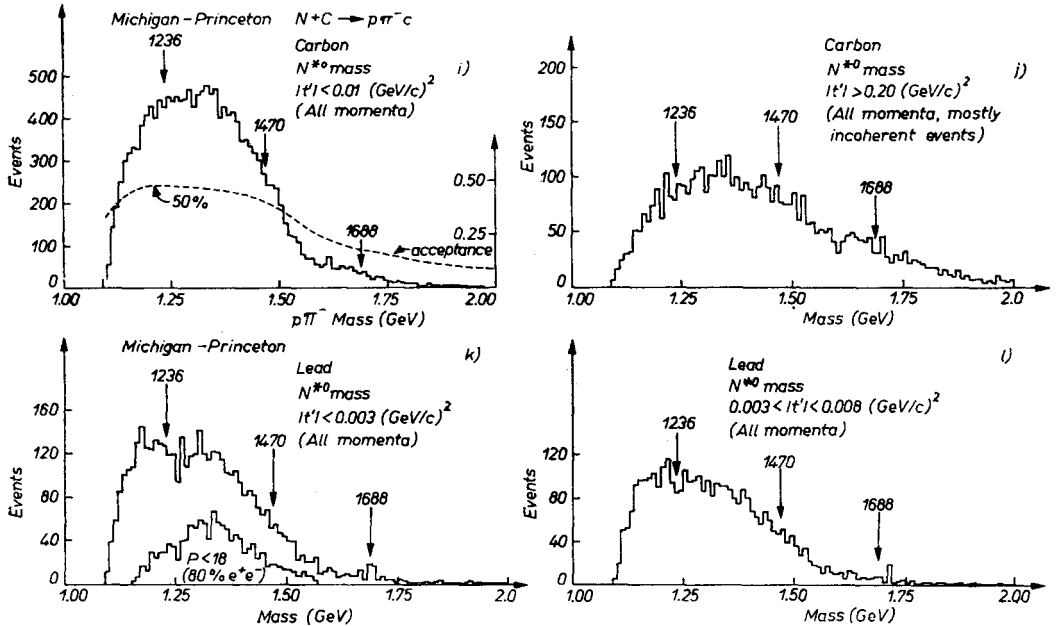 Michigan-Princeton
N+C → pπ⁻c
1236
Carbon
N*⁰ mass
i)
|t'| < 0.01 (GeV/c)²
(All momenta)
1470
1688
50%
acceptance
Events
500
400
300
200
100
0
0.50
0.25
1.00
1.25
1.50
1.75
2.00
pπ⁻ Mass (GeV)
Carbon
N*⁰ mass
j)
|t'| > 0.20 (GeV/c)²
(All momenta, mostly
incoherent events)
1236
1470
1688
Events
200
150
100
50
0
1.00
1.25
1.50
1.75
2.0
Mass (GeV)
Michigan-Princeton
k)
1236
Lead
N*⁰ mass
|t'| < 0.003 (GeV/c)²
(All momenta)
1470
1688
P<18
(80% e⁺e⁻)
Events
160
120
80
40
0
1.00
1.25
1.50
1.75
2.0
Mass (GeV)
Lead
l)
N*⁰ mass
0.003 < |t'| < 0.008 (GeV/c)²
(All momenta)
1236
1470
1688
Events
120
80
40
0
1.00
1.25
1.50
1.75
2.0
Mass (GeV)